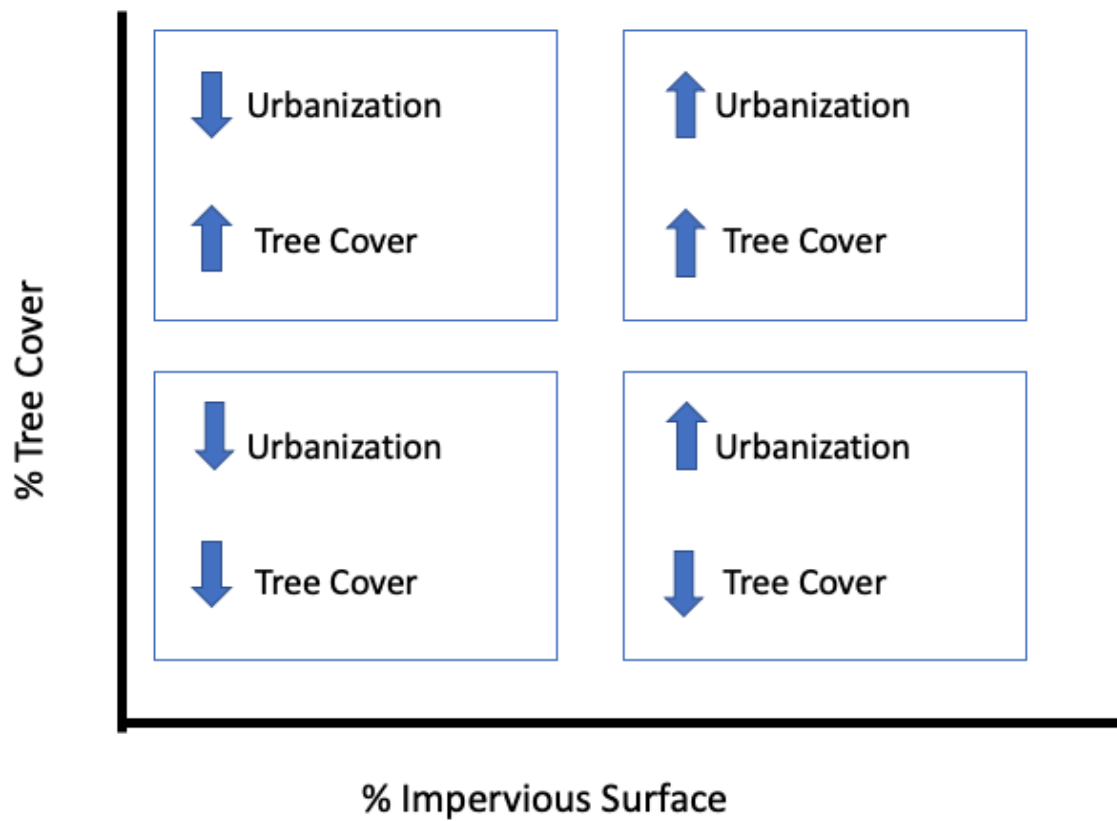 Urbanization
Tree Cover
Urbanization
Tree Cover
Urbanization
Tree Cover
Urbanization
Tree Cover
% Tree Cover
% Impervious Surface